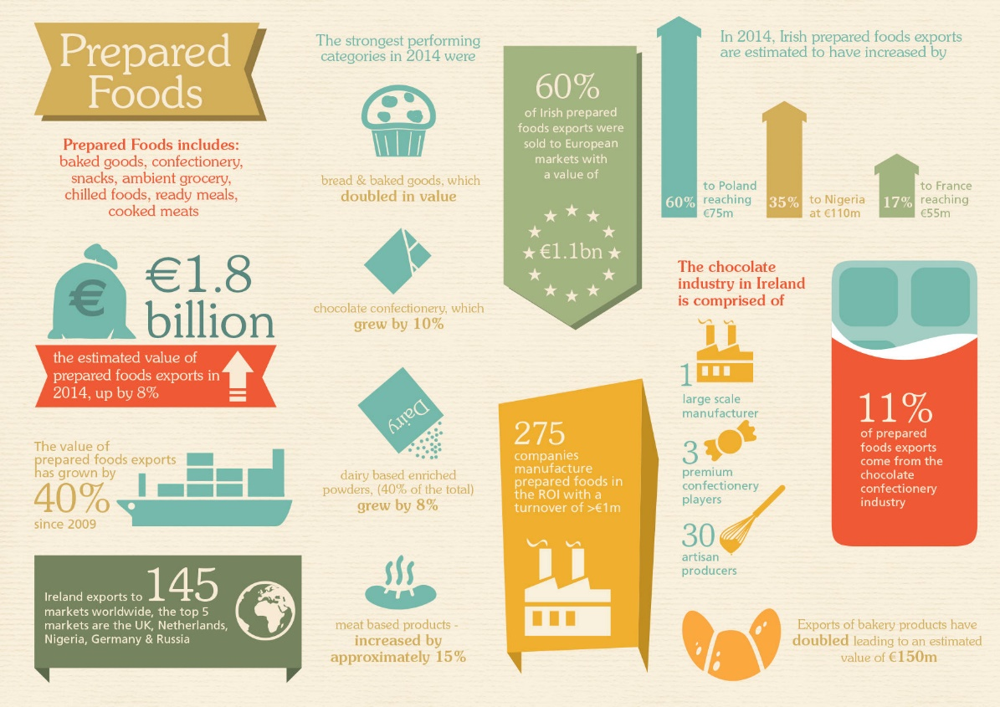 Prepared
Foods
Prepared Foods includes:
baked goods, confectionery,
snacks, ambient grocery,
chilled foods, ready meals,
cooked meats
€
€1.8
billion
the estimated value of
prepared foods exports in
2014, up by 8%
The value of
prepared foods exports
has grown by
40%
since 2009
Ireland exports to 145
markets worldwide, the top 5
markets are the UK, Netherlands,
Nigeria, Germany & Russia
The strongest performing
categories in 2014 were
bread & baked goods, which
doubled in value
chocolate confectionery, which
grew by 10%
Dairy
dairy based enriched
powders, (40% of the total)
grew by 8%
meat based products -
increased by
approximately 15%
60%
of Irish prepared
foods exports were
sold to European
markets with
a value of
€1.1bn
275
companies
manufacture
prepared foods in
the ROI with a
turnover of >€1m
In 2014, Irish prepared foods exports
are estimated to have increased by
60%
to Poland
reaching
€75m
35%
to Nigeria
at €110m
17%
to France
reaching
€55m
The chocolate
industry in Ireland
is comprised of
1
large scale
manufacturer
3
premium
confectionery
players
30
artisan
producers
11%
of prepared
foods exports
come from the
chocolate
confectionery
industry
Exports of bakery products have
doubled leading to an estimated
value of €150m